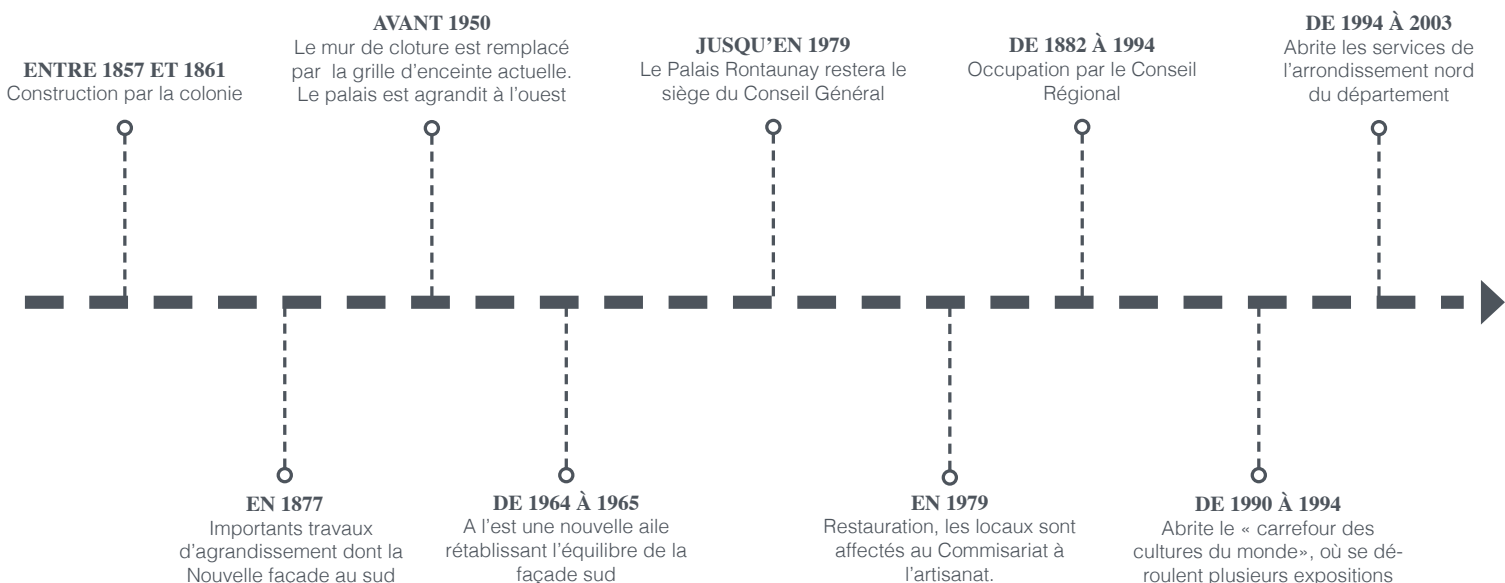 ENTRE 1857 ET 1861
Construction par la colonie
AVANT 1950
Le mur de cloture est remplacé
par la grille d’enceinte actuelle.
Le palais est agrandit à l’ouest
JUSQU’EN 1979
Le Palais Rontaunay restera le
siège du Conseil Général
DE 1882 À 1994
Occupation par le Conseil
Régional
DE 1994 À 2003
Abrite les services de
l’arrondissement nord
du département
EN 1877
Importants travaux
d’agrandissement dont la
Nouvelle facade au sud
DE 1964 À 1965
A l’est une nouvelle aile
rétablissant l’équilibre de la
façade sud
EN 1979
Restauration, les locaux sont
affectés au Commisariat à
l’artisanat.
DE 1990 À 1994
Abrite le « carrefour des
cultures du monde», où se dé-
roulent plusieurs expositions